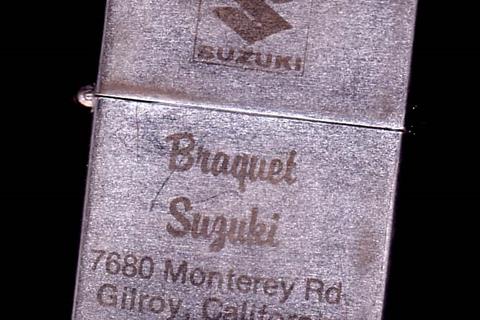 SUZUKI
Braquet
Suzuki
7680 Monterey Rd.
Gilroy,